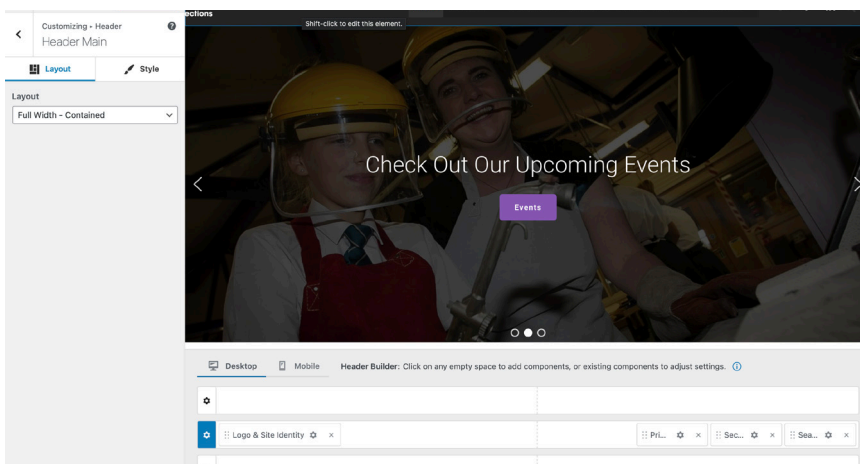 ections
Shift-click to edit this element.
Customizing ▸ Header
Header Main
Layout
Style
Layout
Full Width - Contained
Check Out Our Upcoming Events
Events
Desktop
Mobile
Header Builder: Click on any empty space to add components, or existing components to adjust settings.
Logo & Site Identity
Pri...
Sec...
Sea...